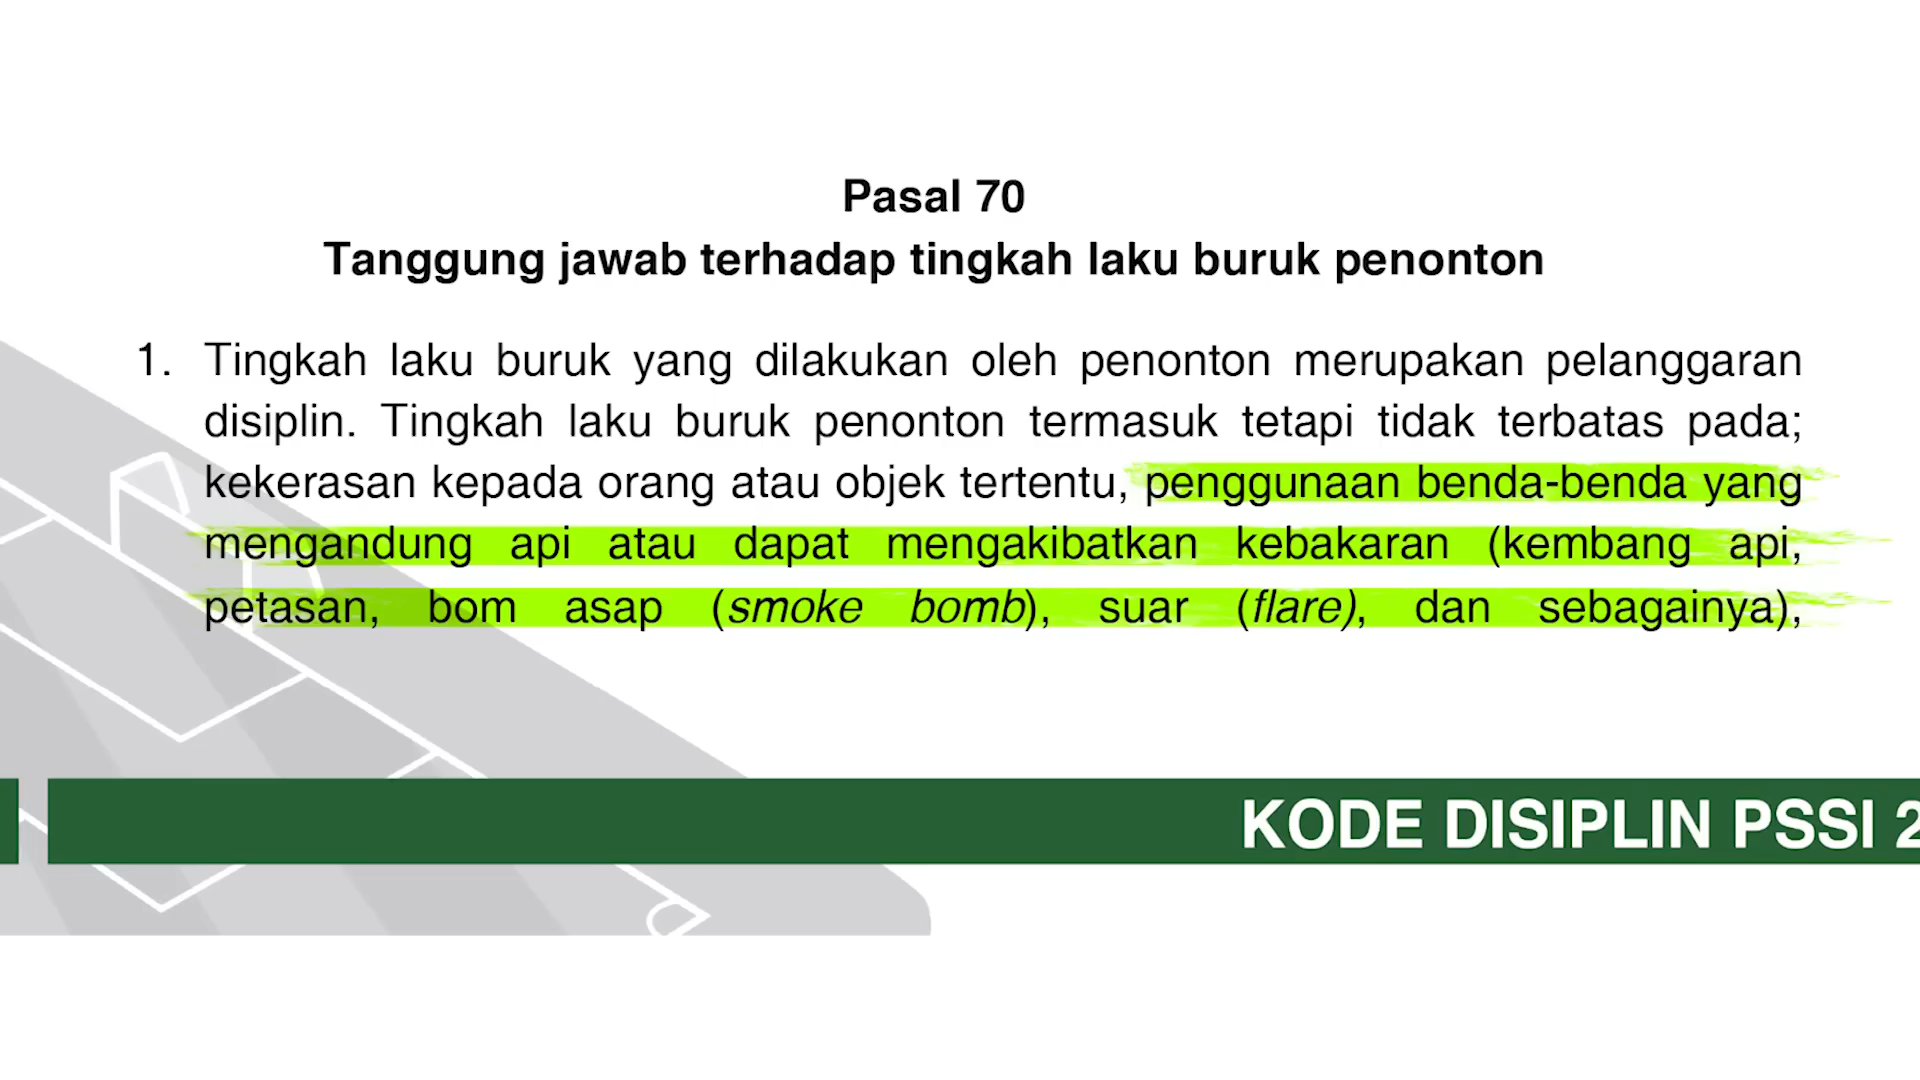 Pasal 70
Tanggung jawab terhadap tingkah laku buruk penonton
1. Tingkah laku buruk yang dilakukan oleh penonton merupakan pelanggaran
disiplin. Tingkah laku buruk penonton termasuk tetapi tidak terbatas pada;
kekerasan kepada orang atau objek tertentu, penggunaan benda-benda yang
mengandung api atau dapat mengakibatkan kebakaran (kembang api,
petasan, bom asap (smoke bomb), suar (flare), dan sebagainya),
KODE DISIPLIN PSSI 2